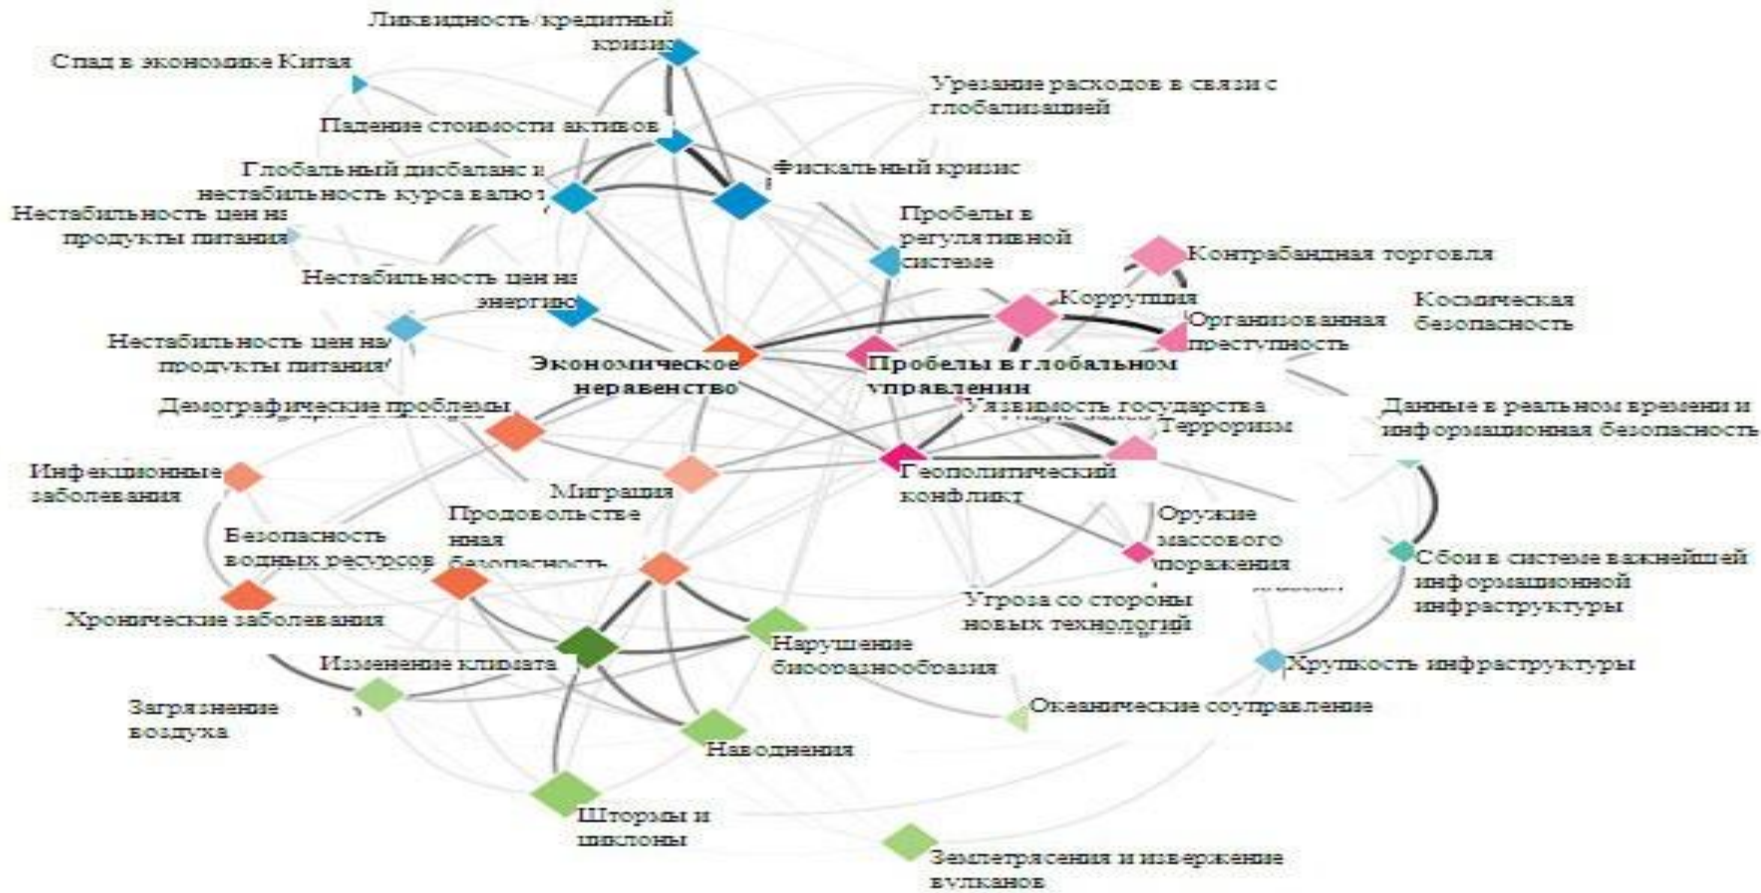 Ликвидность/кредитный
кризис
Спад в экономике Китая
Урезание расходов в связи с
глобализацией
Падение стоимости активов
Глобальный дисбаланс и
нестабильность курса валют
Фискальный кризис
Нестабильность цен на
продукты питания
Пробелы в
регулятивной
системе
Контрабандная торговля
Нестабильность цен на
энергию
Коррупция
Космическая
безопасность
Организованная
преступность
Нестабильность цен на
продукты питания
Экономическое
неравенство
Пробелы в глобальном
управлении
Демографические проблемы
Уязвимость государства
Терроризм
Данные в реальном времени и
информационная безопасность
Инфекционные
заболевания
Миграция
Геополитический
конфликт
Безопасность
водных ресурсов
Продовольстве
нная
безопасность
Оружие
массового
поражения
Сбои в системе важнейшей
информационной
инфраструктуры
Хронические заболевания
Угроза со стороны
новых технологий
Изменение климата
Нарушение
биооразнообразия
Хрупкость инфраструктуры
Загрязнение
воздуха
Океанические соуправление
Наводнения
Штормы и
циклоны
Землетрясения и извержение
вулканов